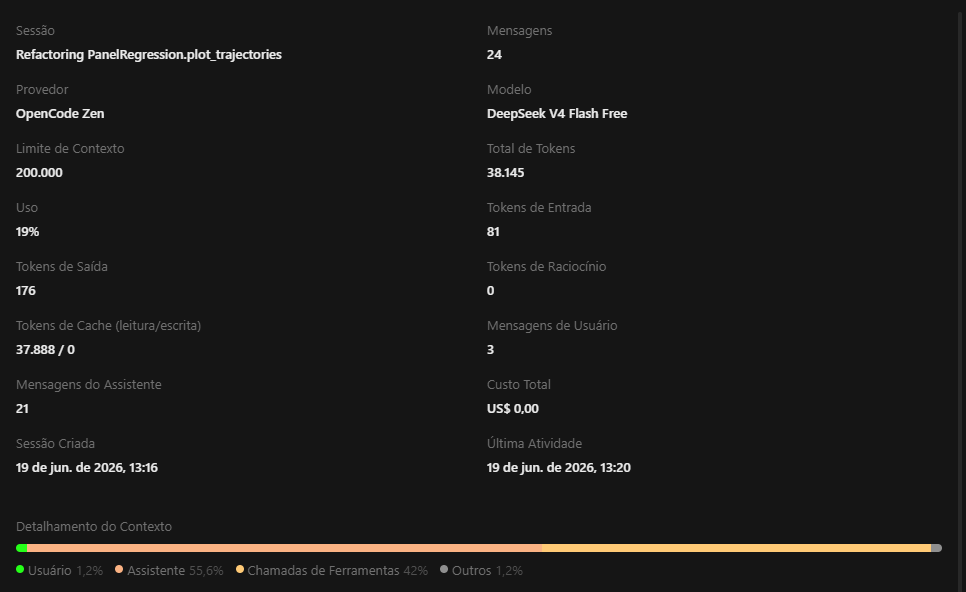 Sessão
Refactoring PanelRegression.plot_trajectories
Mensagens
24
Provedor
OpenCode Zen
Modelo
DeepSeek V4 Flash Free
Limite de Contexto
200.000
Total de Tokens
38.145
Uso
19%
Tokens de Entrada
81
Tokens de Saída
176
Tokens de Raciocínio
0
Tokens de Cache (leitura/escrita)
37.888 / 0
Mensagens de Usuário
3
Mensagens do Assistente
21
Custo Total
US$ 0,00
Sessão Criada
19 de jun. de 2026, 13:16
Última Atividade
19 de jun. de 2026, 13:20
Detalhamento do Contexto
Usuário 1,2% Assistente 55,6% Chamadas de Ferramentas 42% Outros 1,2%